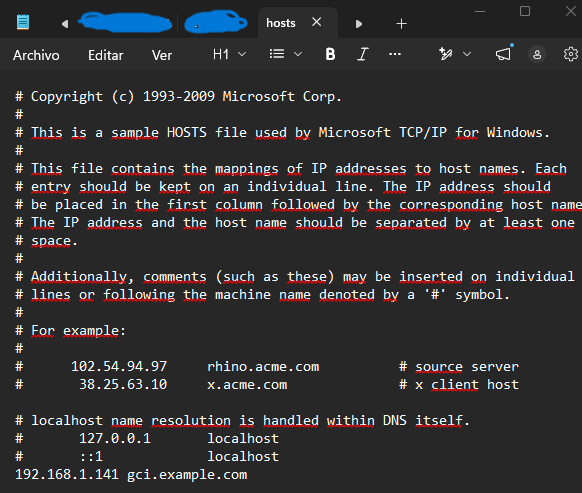 hosts
Archivo Editar Ver H1 B I ...
# Copyright (c) 1993-2009 Microsoft Corp.
#
# This is a sample HOSTS file used by Microsoft TCP/IP for Windows.
#
# This file contains the mappings of IP addresses to host names. Each
# entry should be kept on an individual line. The IP address should
# be placed in the first column followed by the corresponding host name
# The IP address and the host name should be separated by at least one
# space.
#
# Additionally, comments (such as these) may be inserted on individual
# lines or following the machine name denoted by a '#' symbol.
#
# For example:
#
#      102.54.94.97     rhino.acme.com          # source server
#       38.25.63.10     x.acme.com              # x client host

# localhost name resolution is handled within DNS itself.
#       127.0.0.1       localhost
#       ::1             localhost
192.168.1.141 gci.example.com